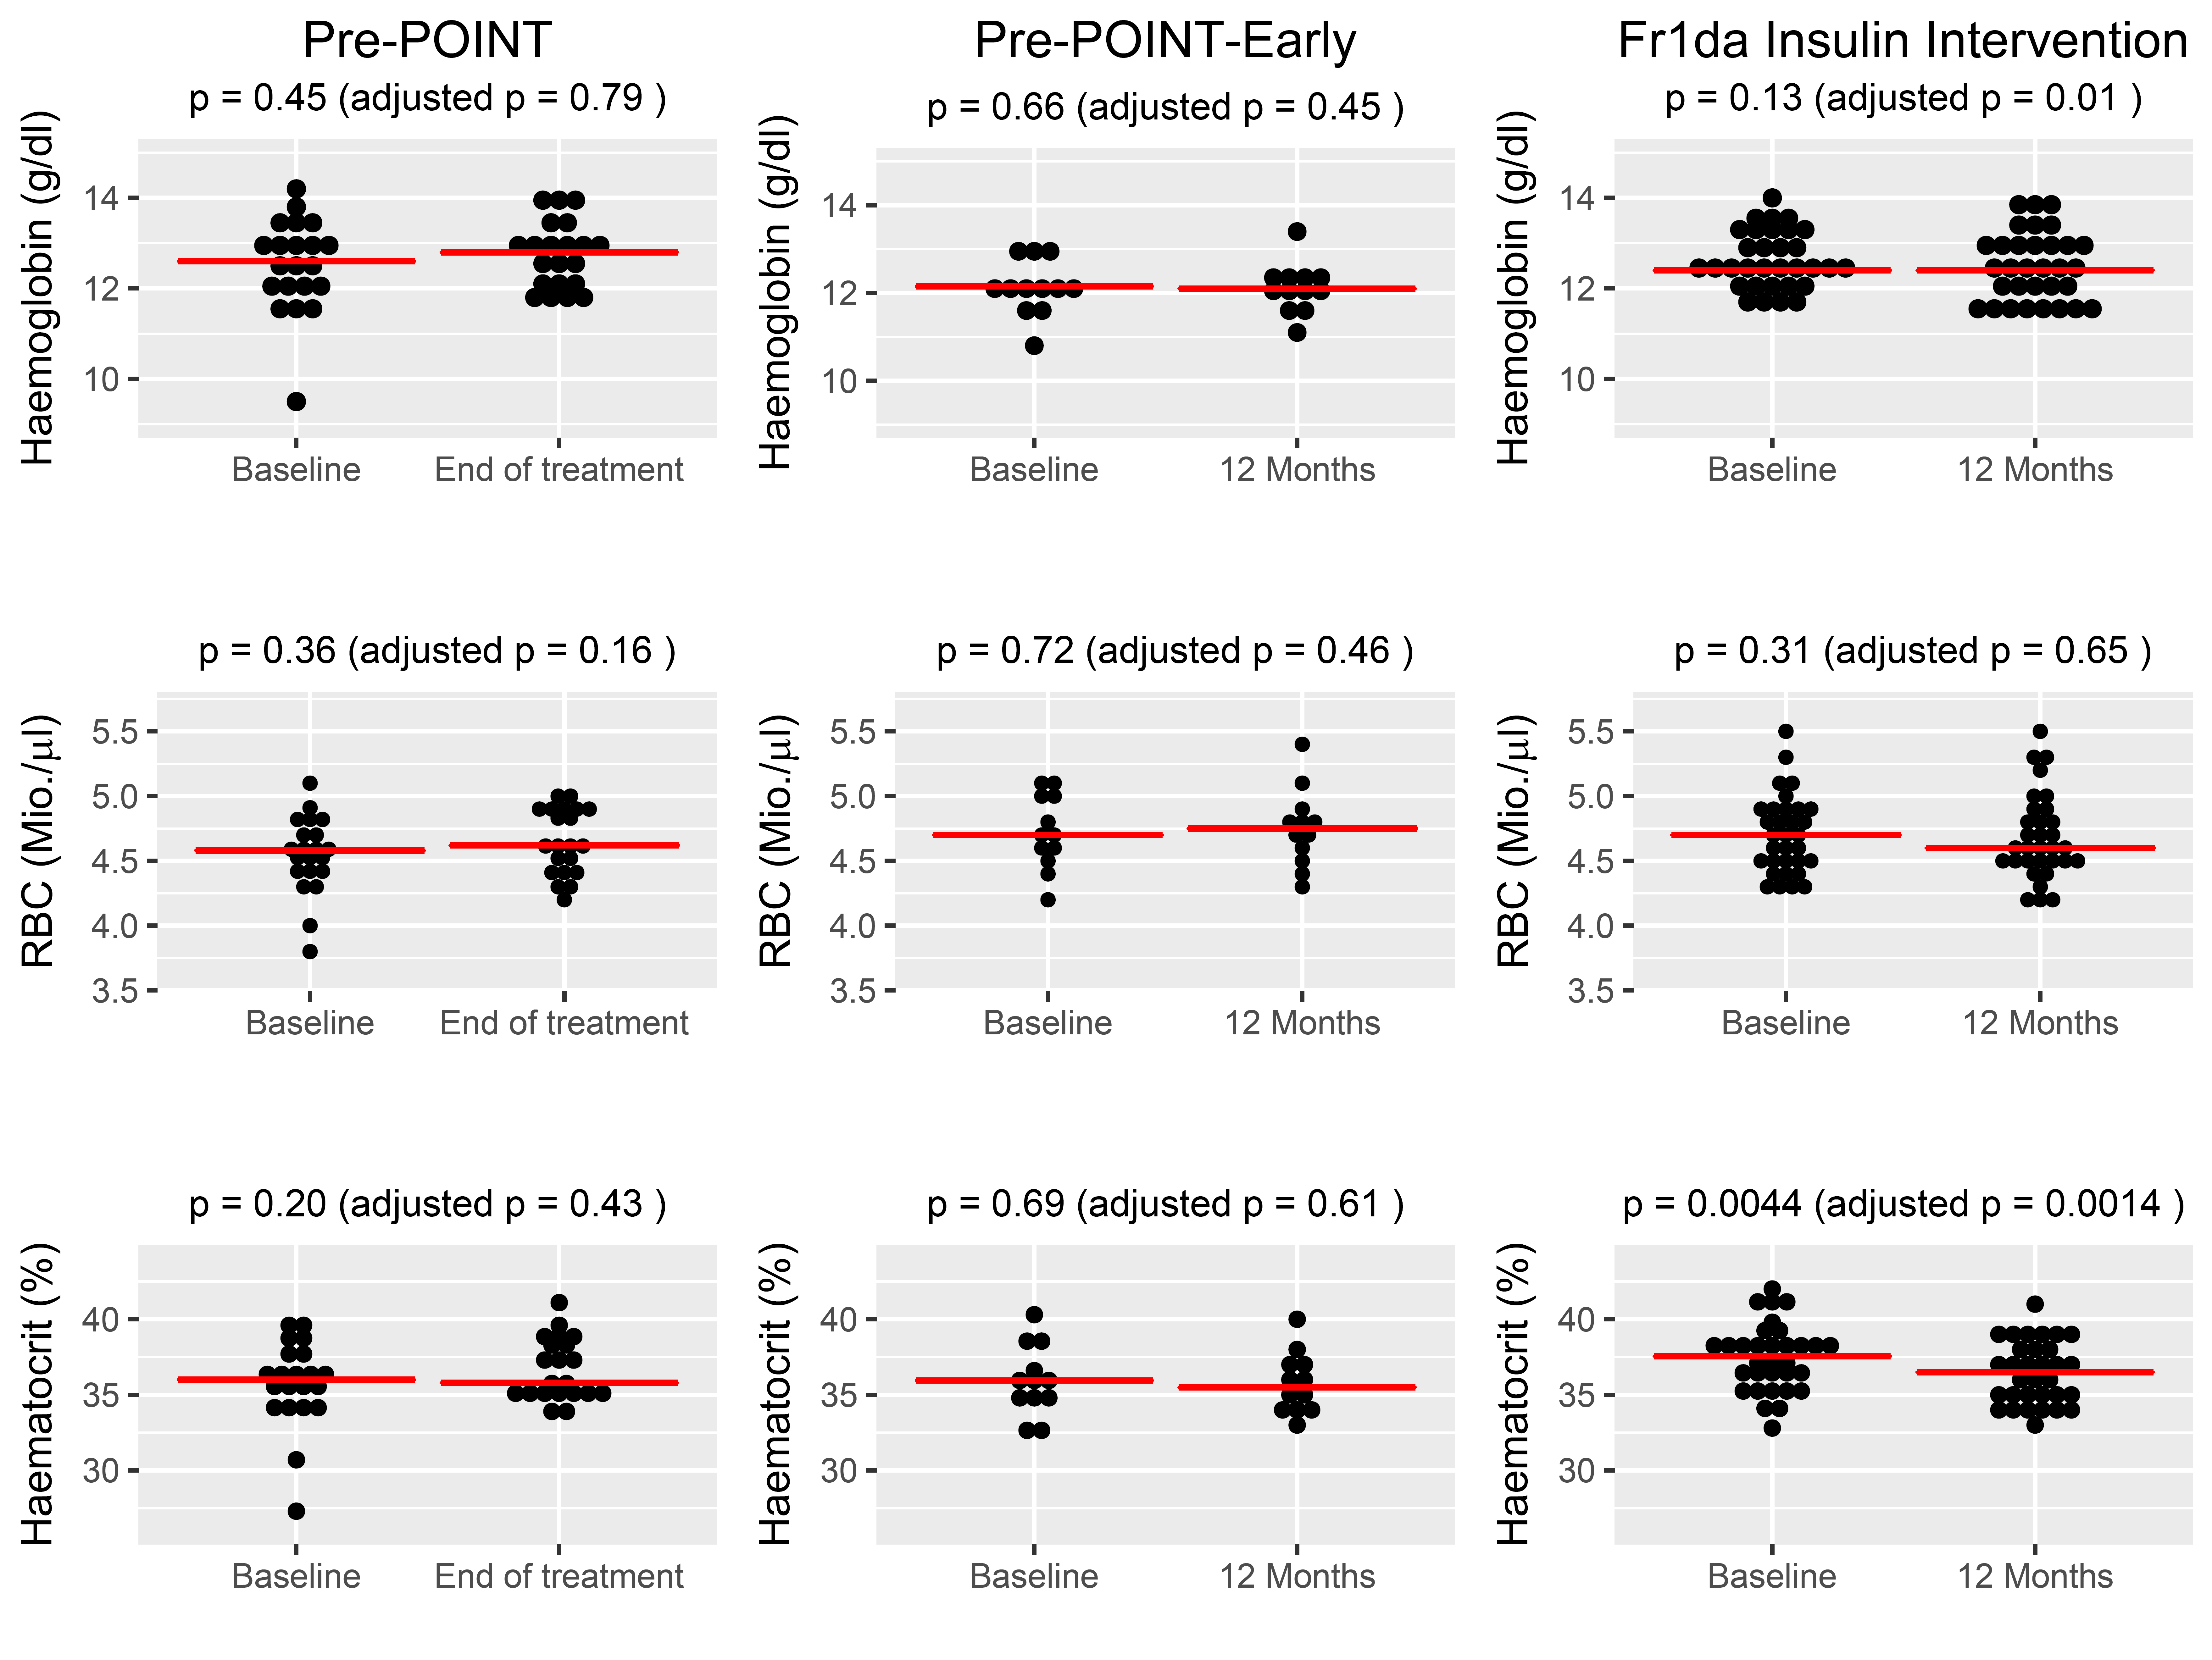 Pre-POINT
Pre-POINT-Early
Fr1da Insulin Intervention
p = 0.45 (adjusted p = 0.79 )
Haemoglobin (g/dl)
14
12
10
Baseline
End of treatment
p = 0.66 (adjusted p = 0.45 )
Haemoglobin (g/dl)
14
12
10
Baseline
12 Months
p = 0.13 (adjusted p = 0.01 )
Haemoglobin (g/dl)
14
12
10
Baseline
12 Months
p = 0.36 (adjusted p = 0.16 )
RBC (Mio./μl)
5.5
5.0
4.5
4.0
3.5
Baseline
End of treatment
p = 0.72 (adjusted p = 0.46 )
RBC (Mio./μl)
5.5
5.0
4.5
4.0
3.5
Baseline
12 Months
p = 0.31 (adjusted p = 0.65 )
RBC (Mio./μl)
5.5
5.0
4.5
4.0
3.5
Baseline
12 Months
p = 0.20 (adjusted p = 0.43 )
Haematocrit (%)
40
35
30
Baseline
End of treatment
p = 0.69 (adjusted p = 0.61 )
Haematocrit (%)
40
35
30
Baseline
12 Months
p = 0.0044 (adjusted p = 0.0014 )
Haematocrit (%)
40
35
30
Baseline
12 Months